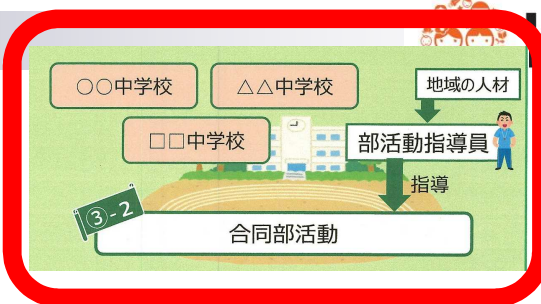 ○○中学校
△△中学校
地域の人材
□□中学校
部活動指導員
指導
③-2
合同部活動